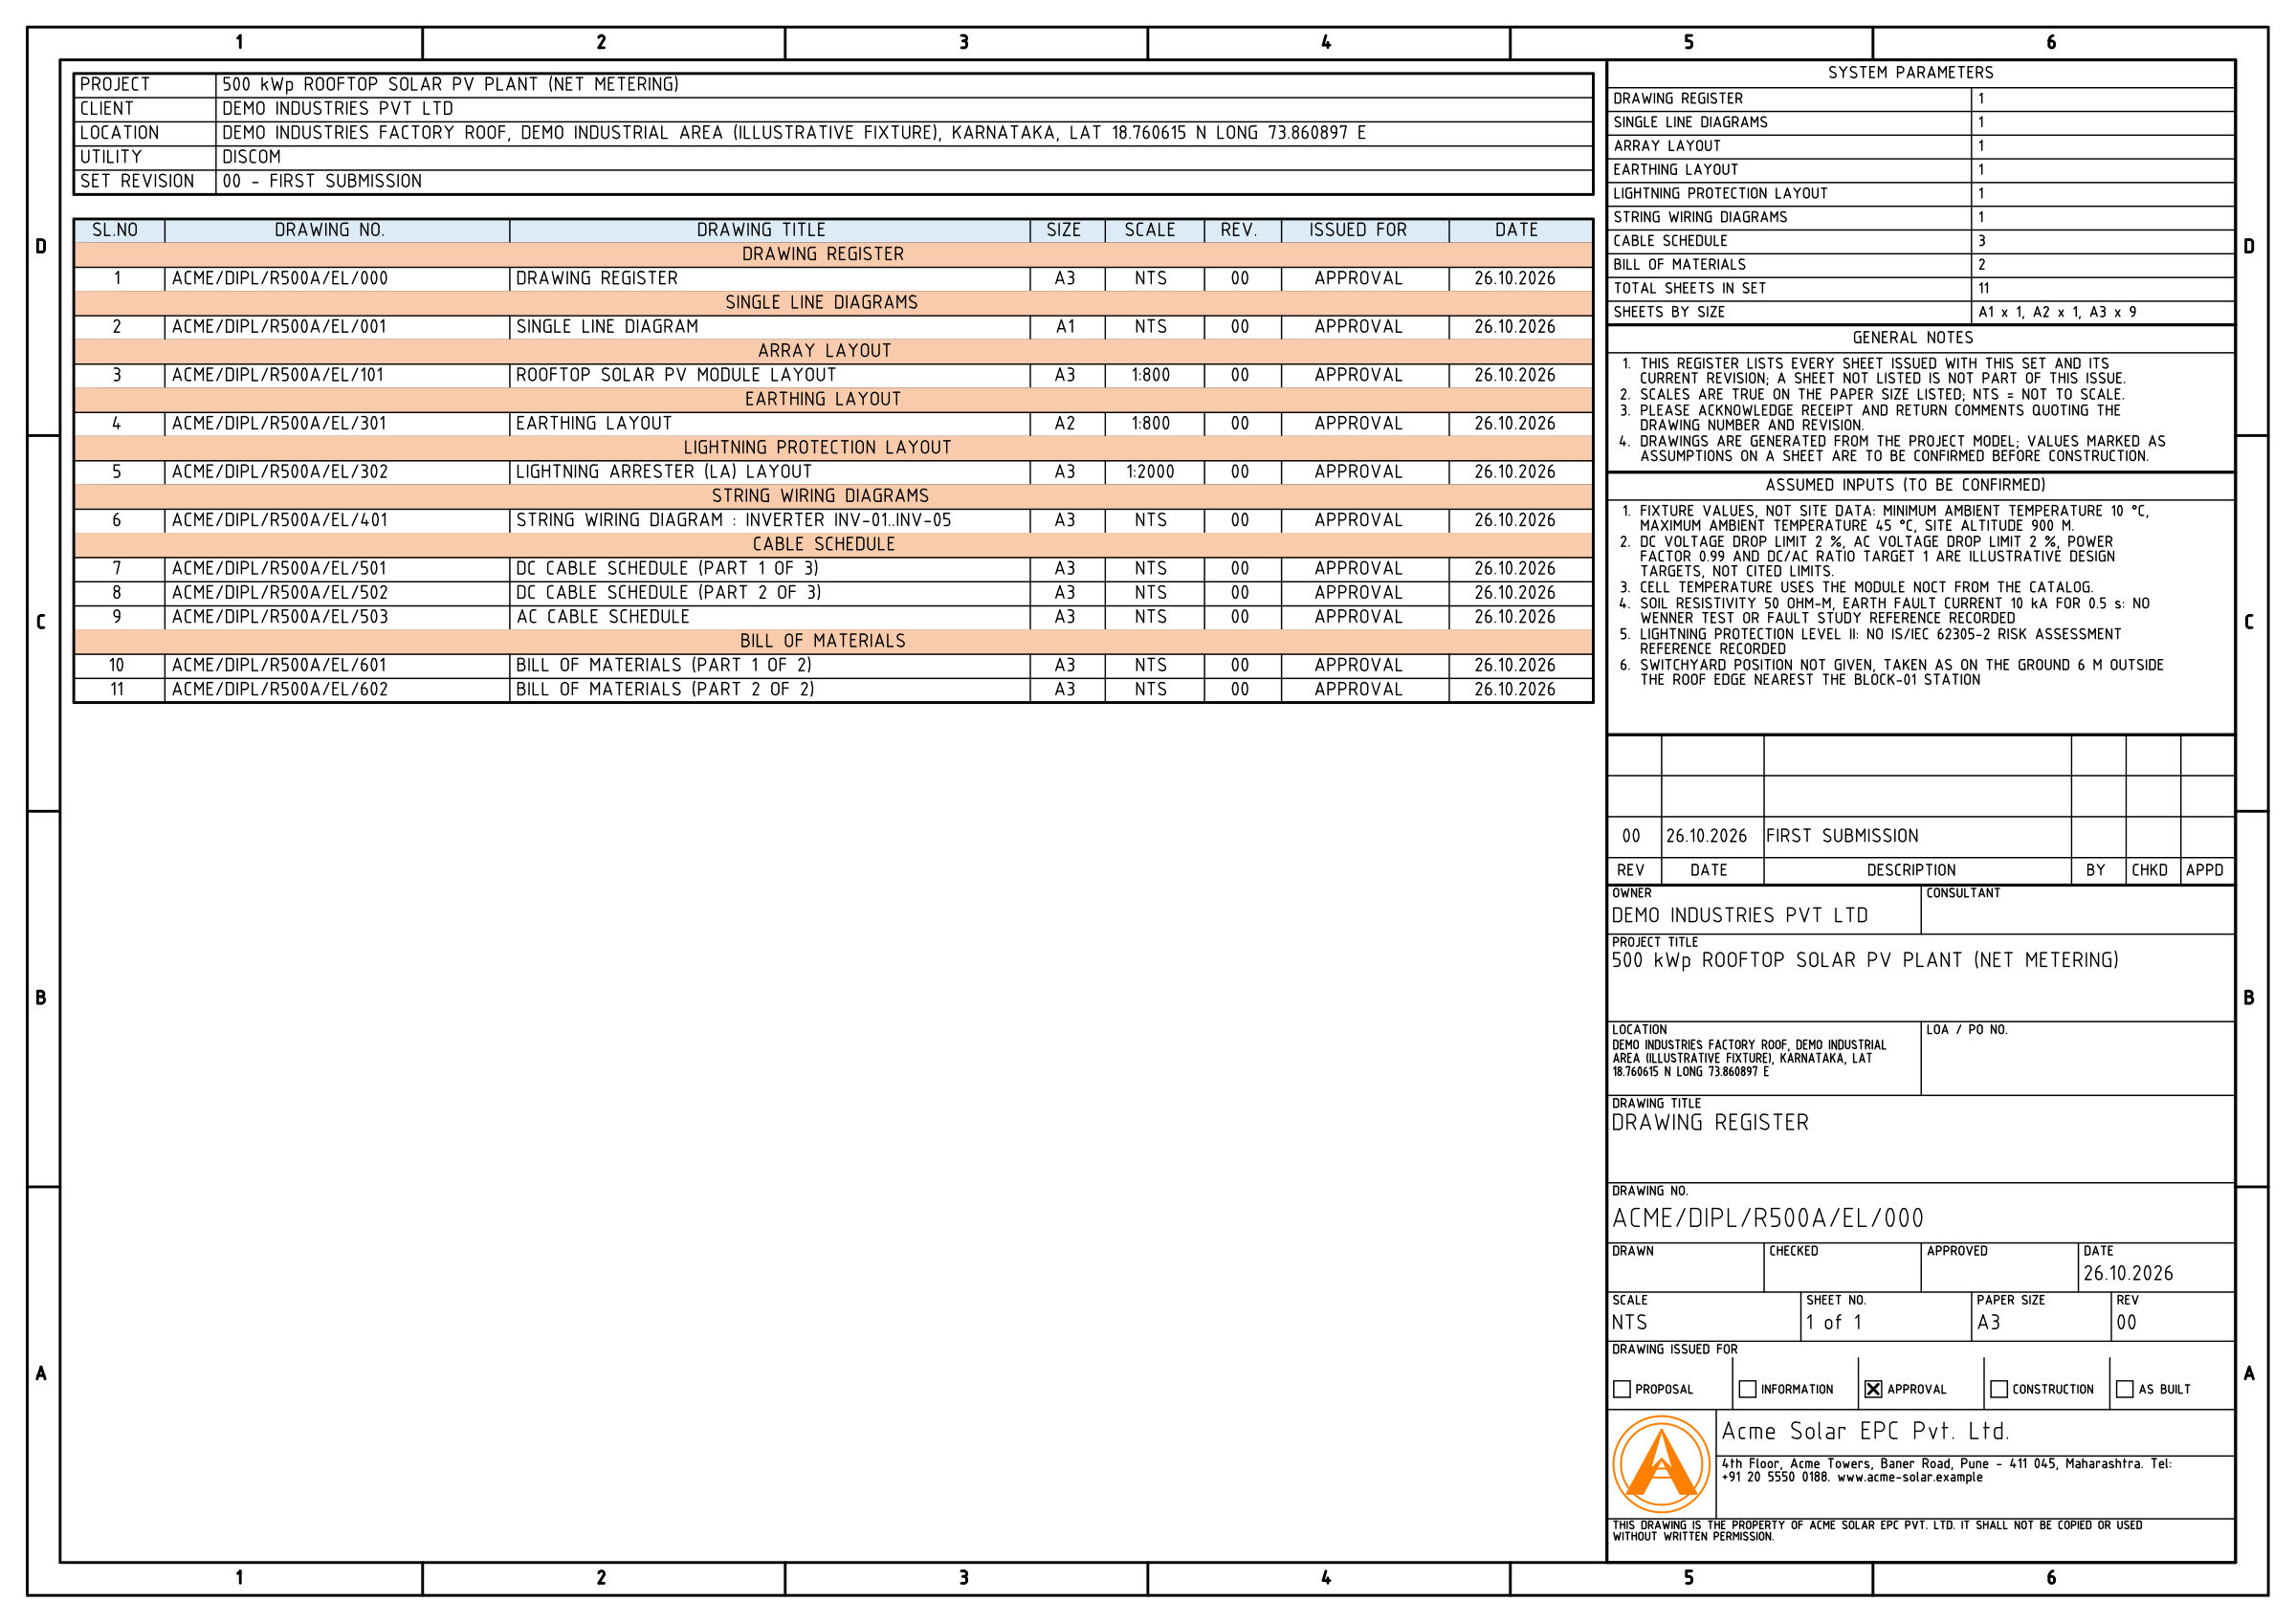 1 2 3 4 5 6
PROJECT 500 kWp ROOFTOP SOLAR PV PLANT (NET METERING)
CLIENT DEMO INDUSTRIES PVT LTD
LOCATION DEMO INDUSTRIES FACTORY ROOF, DEMO INDUSTRIAL AREA (ILLUSTRATIVE FIXTURE), KARNATAKA, LAT 18.760615 N LONG 73.860897 E
UTILITY DISCOM
SET REVISION 00 - FIRST SUBMISSION
SL.NO DRAWING NO. DRAWING TITLE SIZE SCALE REV. ISSUED FOR DATE
DRAWING REGISTER
1 ACME/DIPL/R500A/EL/000 DRAWING REGISTER A3 NTS 00 APPROVAL 26.10.2026
SINGLE LINE DIAGRAMS
2 ACME/DIPL/R500A/EL/001 SINGLE LINE DIAGRAM A1 NTS 00 APPROVAL 26.10.2026
ARRAY LAYOUT
3 ACME/DIPL/R500A/EL/101 ROOFTOP SOLAR PV MODULE LAYOUT A3 1:800 00 APPROVAL 26.10.2026
EARTHING LAYOUT
4 ACME/DIPL/R500A/EL/301 EARTHING LAYOUT A2 1:800 00 APPROVAL 26.10.2026
LIGHTNING PROTECTION LAYOUT
5 ACME/DIPL/R500A/EL/302 LIGHTNING ARRESTER (LA) LAYOUT A3 1:2000 00 APPROVAL 26.10.2026
STRING WIRING DIAGRAMS
6 ACME/DIPL/R500A/EL/401 STRING WIRING DIAGRAM : INVERTER INV-01..INV-05 A3 NTS 00 APPROVAL 26.10.2026
CABLE SCHEDULE
7 ACME/DIPL/R500A/EL/501 DC CABLE SCHEDULE (PART 1 OF 3) A3 NTS 00 APPROVAL 26.10.2026
8 ACME/DIPL/R500A/EL/502 DC CABLE SCHEDULE (PART 2 OF 3) A3 NTS 00 APPROVAL 26.10.2026
9 ACME/DIPL/R500A/EL/503 AC CABLE SCHEDULE A3 NTS 00 APPROVAL 26.10.2026
BILL OF MATERIALS
10 ACME/DIPL/R500A/EL/601 BILL OF MATERIALS (PART 1 OF 2) A3 NTS 00 APPROVAL 26.10.2026
11 ACME/DIPL/R500A/EL/602 BILL OF MATERIALS (PART 2 OF 2) A3 NTS 00 APPROVAL 26.10.2026
SYSTEM PARAMETERS
DRAWING REGISTER 1
SINGLE LINE DIAGRAMS 1
ARRAY LAYOUT 1
EARTHING LAYOUT 1
LIGHTNING PROTECTION LAYOUT 1
STRING WIRING DIAGRAMS 1
CABLE SCHEDULE 3
BILL OF MATERIALS 2
TOTAL SHEETS IN SET 11
SHEETS BY SIZE A1 x 1, A2 x 1, A3 x 9
GENERAL NOTES
1. THIS REGISTER LISTS EVERY SHEET ISSUED WITH THIS SET AND ITS
CURRENT REVISION; A SHEET NOT LISTED IS NOT PART OF THIS ISSUE.
2. SCALES ARE TRUE ON THE PAPER SIZE LISTED; NTS = NOT TO SCALE.
3. PLEASE ACKNOWLEDGE RECEIPT AND RETURN COMMENTS QUOTING THE
DRAWING NUMBER AND REVISION.
4. DRAWINGS ARE GENERATED FROM THE PROJECT MODEL; VALUES MARKED AS
ASSUMPTIONS ON A SHEET ARE TO BE CONFIRMED BEFORE CONSTRUCTION.
ASSUMED INPUTS (TO BE CONFIRMED)
1. FIXTURE VALUES, NOT SITE DATA: MINIMUM AMBIENT TEMPERATURE 10 °C,
MAXIMUM AMBIENT TEMPERATURE 45 °C, SITE ALTITUDE 900 M.
2. DC VOLTAGE DROP LIMIT 2 %, AC VOLTAGE DROP LIMIT 2 %, POWER
FACTOR 0.99 AND DC/AC RATIO TARGET 1 ARE ILLUSTRATIVE DESIGN
TARGETS, NOT CITED LIMITS.
3. CELL TEMPERATURE USES THE MODULE NOCT FROM THE CATALOG.
4. SOIL RESISTIVITY 50 OHM-M, EARTH FAULT CURRENT 10 kA FOR 0.5 s: NO
WENNER TEST OR FAULT STUDY REFERENCE RECORDED
5. LIGHTNING PROTECTION LEVEL II: NO IS/IEC 62305-2 RISK ASSESSMENT
REFERENCE RECORDED
6. SWITCHYARD POSITION NOT GIVEN, TAKEN AS ON THE GROUND 6 M OUTSIDE
THE ROOF EDGE NEAREST THE BLOCK-01 STATION
00 26.10.2026 FIRST SUBMISSION
REV DATE DESCRIPTION BY CHKD APPD
OWNER CONSULTANT
DEMO INDUSTRIES PVT LTD
PROJECT TITLE
500 kWp ROOFTOP SOLAR PV PLANT (NET METERING)
LOCATION LOA / PO NO.
DEMO INDUSTRIES FACTORY ROOF, DEMO INDUSTRIAL
AREA (ILLUSTRATIVE FIXTURE), KARNATAKA, LAT
18.760615 N LONG 73.860897 E
DRAWING TITLE
DRAWING REGISTER
DRAWING NO.
ACME/DIPL/R500A/EL/000
DRAWN CHECKED APPROVED DATE
26.10.2026
SCALE SHEET NO. PAPER SIZE REV
NTS 1 of 1 A3 00
DRAWING ISSUED FOR
PROPOSAL INFORMATION APPROVAL CONSTRUCTION AS BUILT
Acme Solar EPC Pvt. Ltd.
4th Floor, Acme Towers, Baner Road, Pune - 411 045, Maharashtra. Tel:
+91 20 5550 0188. www.acme-solar.example
THIS DRAWING IS THE PROPERTY OF ACME SOLAR EPC PVT. LTD. IT SHALL NOT BE COPIED OR USED
WITHOUT WRITTEN PERMISSION.
D D
C C
B B
A A
1 2 3 4 5 6